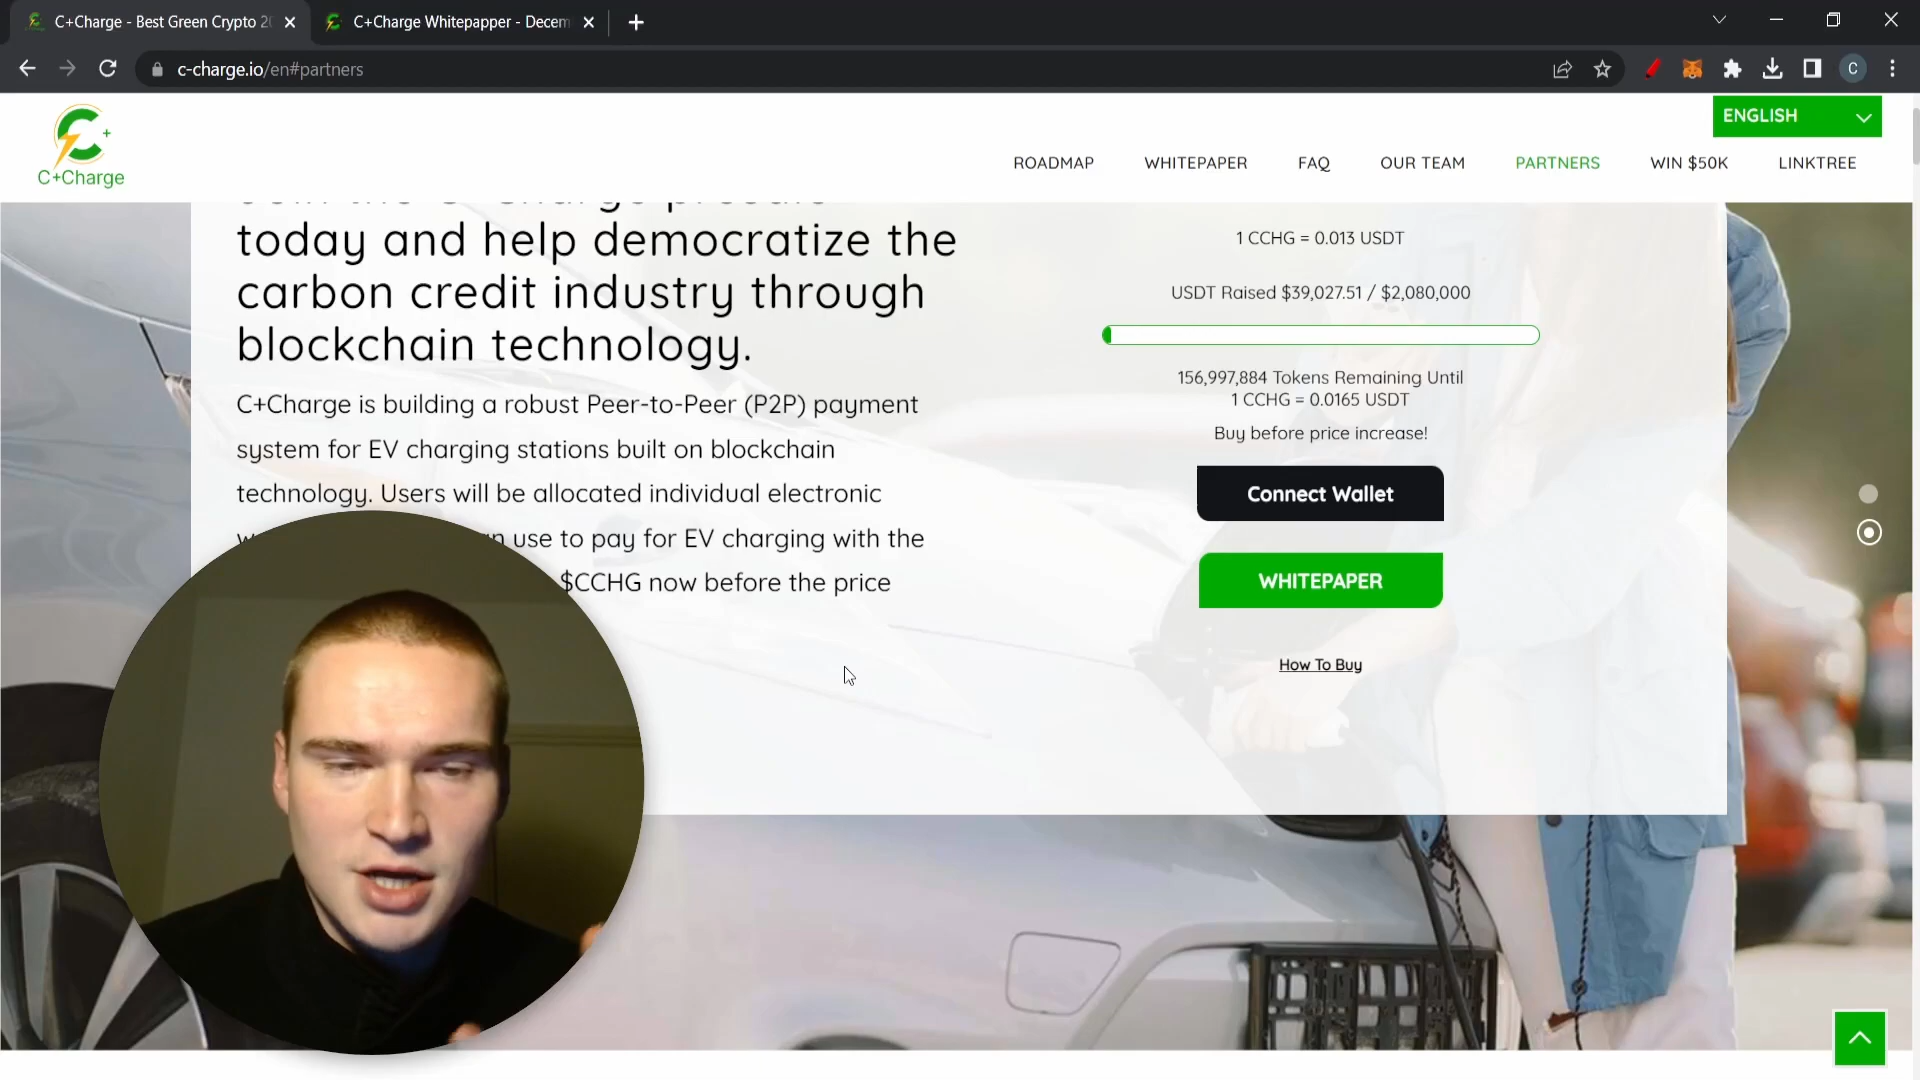 C+Charge - Best Green Crypto 2
C+Charge Whitepapper - Decem
c-charge.io/en#partners
C
ENGLISH
C+Charge
ROADMAP
WHITEPAPER
FAQ
OUR TEAM
PARTNERS
WIN $50K
LINKTREE
today and help democratize the
carbon credit industry through
blockchain technology.
C+Charge is building a robust Peer-to-Peer (P2P) payment
system for EV charging stations built on blockchain
technology. Users will be allocated individual electronic
use to pay for EV charging with the
$CCHG now before the price
1 CCHG = 0.013 USDT
USDT Raised $39,027.51 / $2,080,000
156,997,884 Tokens Remaining Until
1 CCHG = 0.0165 USDT
Buy before price increase!
Connect Wallet
WHITEPAPER
How To Buy